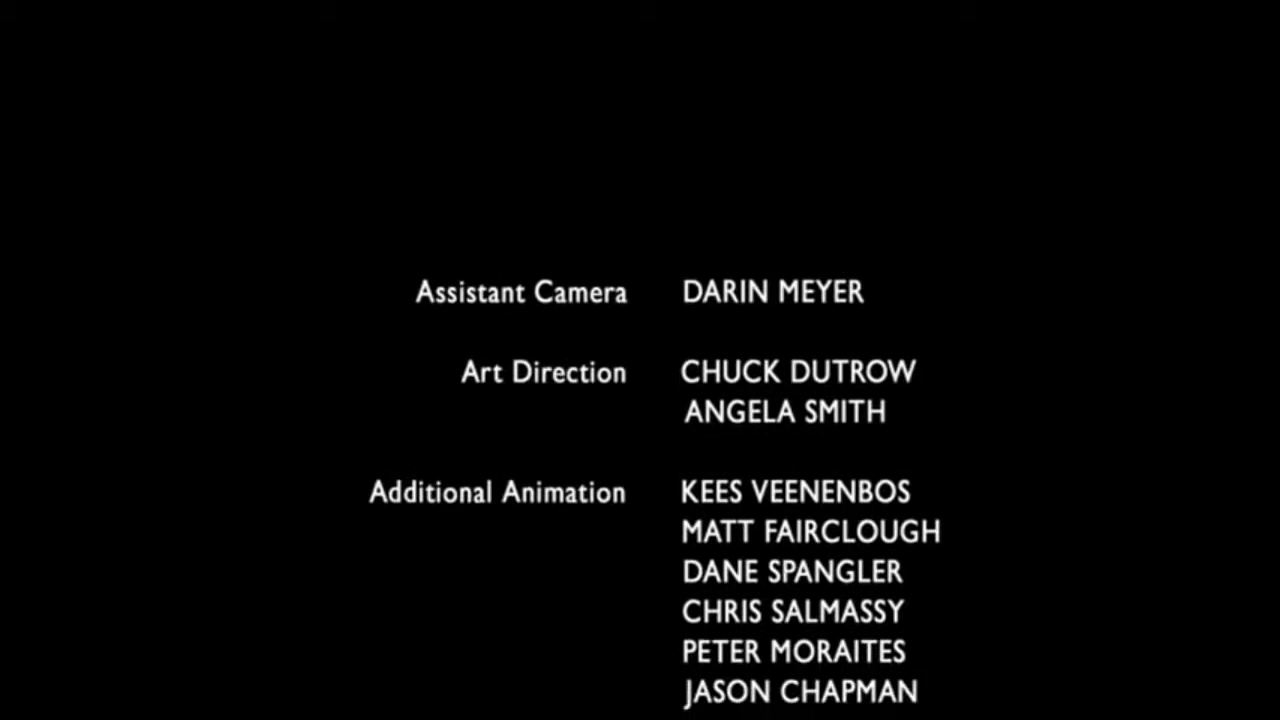 Assistant Camera DARIN MEYER
Art Direction CHUCK DUTROW
ANGELA SMITH
Additional Animation KEES VEENENBOS
MATT FAIRCLOUGH
DANE SPANGLER
CHRIS SALMASSY
PETER MORAITES
JASON CHAPMAN